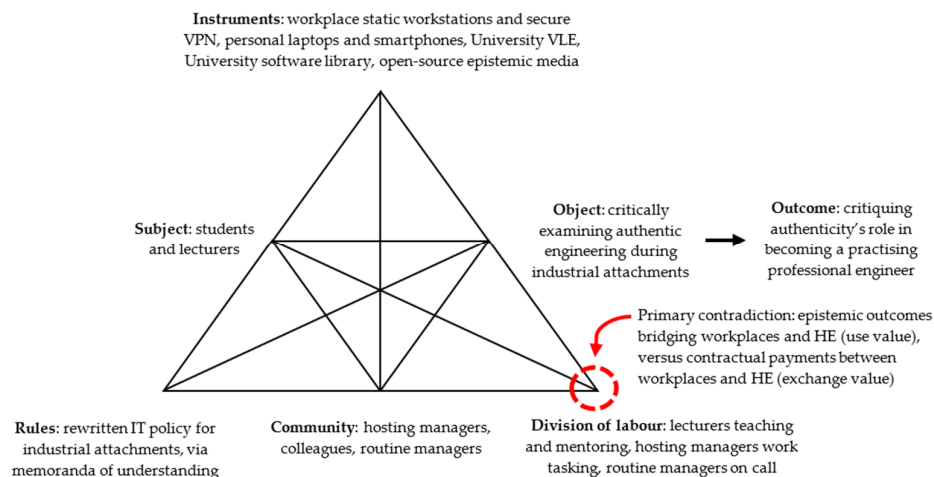 Instruments: workplace static workstations and secure
VPN, personal laptops and smartphones, University VLE,
University software library, open-source epistemic media
Subject: students
and lecturers
Object: critically
examining authentic
engineering during
industrial attachments
Outcome: critiquing
authenticity's role in
becoming a practising
professional engineer
Primary contradiction: epistemic outcomes
bridging workplaces and HE (use value),
versus contractual payments between
workplaces and HE (exchange value)
Rules: rewritten IT policy for
industrial attachments, via
memoranda of understanding
Community: hosting managers,
colleagues, routine managers
Division of labour: lecturers teaching
and mentoring, hosting managers work
tasking, routine managers on call